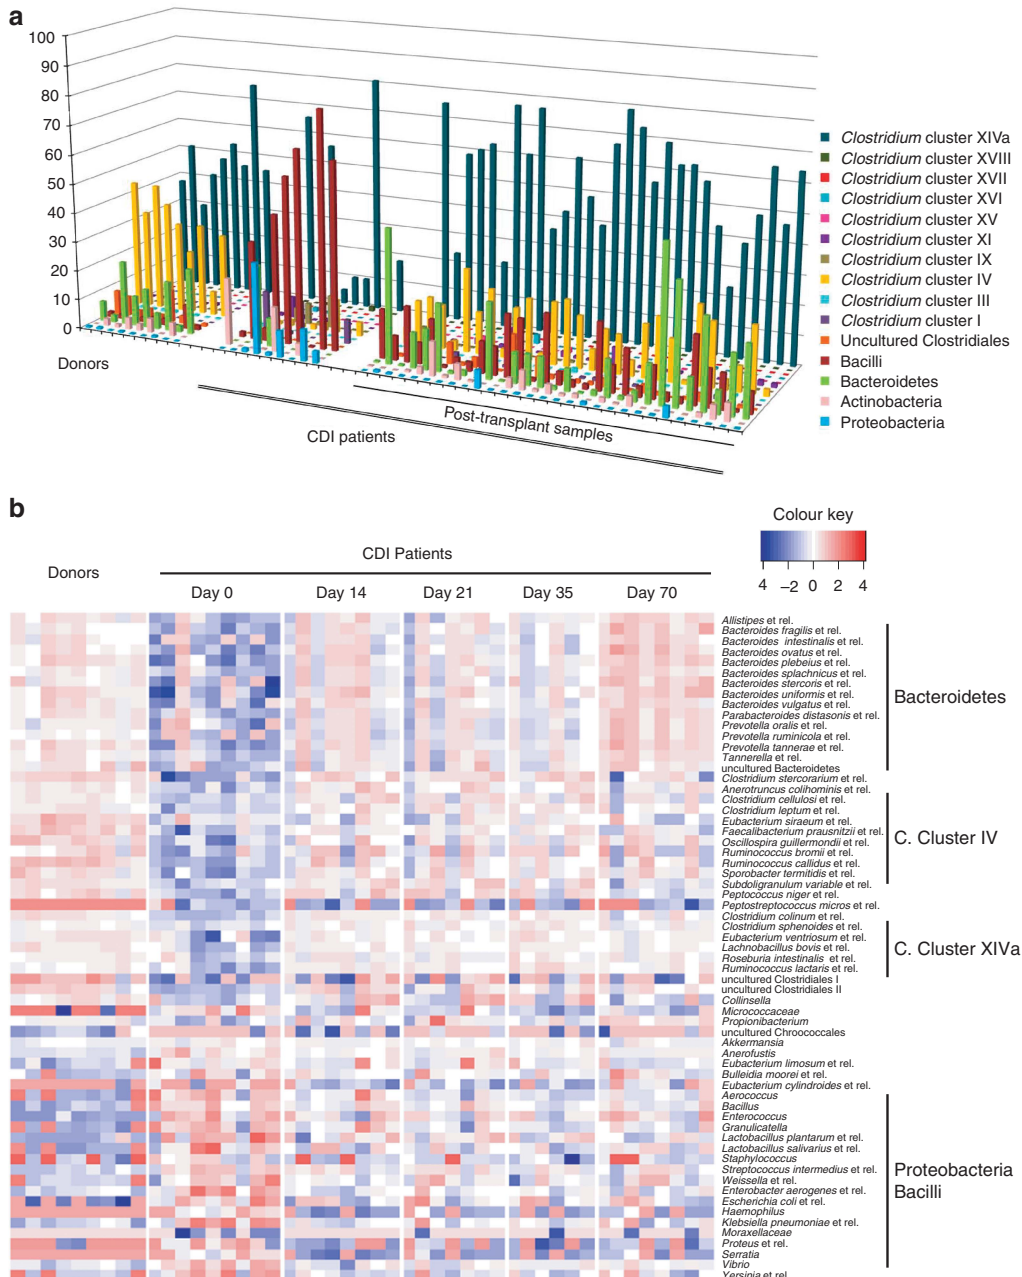 a
100
90
80
70
60
50
40
30
20
10
0
Donors
CDI patients
Post-transplant samples
Clostridium cluster XIVa
Clostridium cluster XVIII
Clostridium cluster XVII
Clostridium cluster XVI
Clostridium cluster XV
Clostridium cluster XI
Clostridium cluster IX
Clostridium cluster IV
Clostridium cluster III
Clostridium cluster I
Uncultured Clostridiales
Bacilli
Bacteroidetes
Actinobacteria
Proteobacteria
b
Colour key
4 −2 0 2 4
CDI Patients
Donors
Day 0 Day 14 Day 21 Day 35 Day 70
Allistipes et rel.
Bacteroides fragilis et rel.
Bacteroides intestinalis et rel.
Bacteroides ovatus et rel.
Bacteroides plebeius et rel.
Bacteroides splachnicus et rel.
Bacteroides stercoris et rel.
Bacteroides uniformis et rel.
Bacteroides vulgatus et rel.
Parabacteroides distasonis et rel.
Prevotella oralis et rel.
Prevotella ruminicola et rel.
Prevotella tannerae et rel.
Tannerella et rel.
uncultured Bacteroidetes
Clostridium stercorarium et rel.
Anerotruncus colihominis et rel.
Clostridium cellulosi et rel.
Clostridium leptum et rel.
Eubacterium siraeum et rel.
Faecalibacterium prausnitzii et rel.
Oscillospira guillermondii et rel.
Ruminococcus bromii et rel.
Ruminococcus callidus et rel.
Sporobacter termitidis et rel.
Subdoligranulum variable et rel.
Peptococcus niger et rel.
Peptostreptococcus micros et rel.
Clostridium colinum et rel.
Clostridium sphenoides et rel.
Eubacterium ventriosum et rel.
Lachnobacillus bovis et rel.
Roseburia intestinalis et rel.
Ruminococcus lactaris et rel.
uncultured Clostridiales I
uncultured Clostridiales II
Collinsella
Micrococcaceae
Propionibacterium
uncultured Chroococcales
Akkermansia
Anerofustis
Eubacterium limosum et rel.
Bulleidia moorei et rel.
Eubacterium cylindroides et rel.
Aerococcus
Bacillus
Enterococcus
Granulicatella
Lactobacillus plantarum et rel.
Lactobacillus salivarius et rel.
Staphylococcus
Streptococcus intermedius et rel.
Weissella et rel.
Enterobacter aerogenes et rel.
Escherichia coli et rel.
Haemophilus
Klebsiella pneumoniae et rel.
Moraxellaceae
Proteus et rel.
Serratia
Vibrio
Yersinia et rel.
Bacteroidetes
C. Cluster IV
C. Cluster XIVa
Proteobacteria
Bacilli